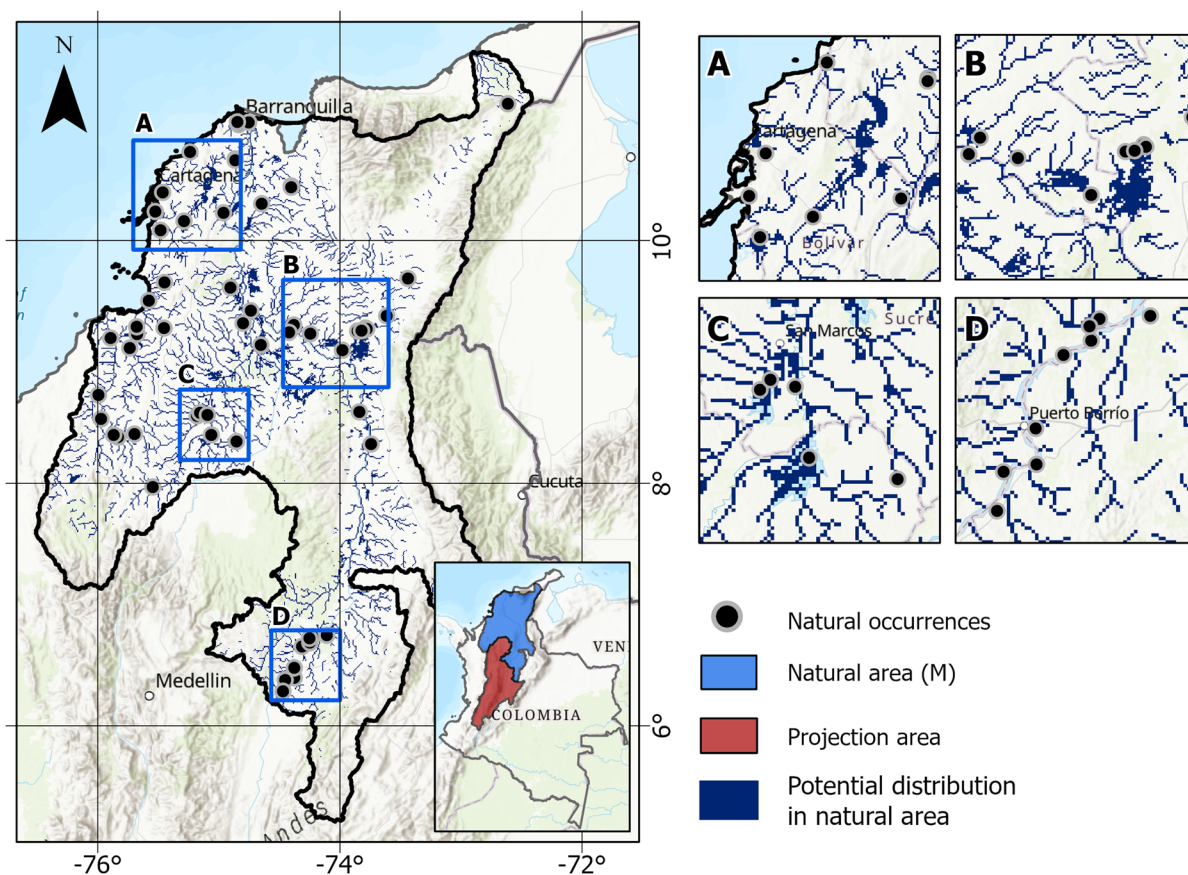 N
Barranquilla
A
Cartagena
B
C
Cucuta
D
Medellin
Andes
VEN
COLOMBIA
-76°
-74°
-72°
10°
8°
6°
A
Cartagena
Bolívar
B
C
San Marcos
Sucre
D
Puerto Berrío
Natural occurrences
Natural area (M)
Projection area
Potential distribution
in natural area